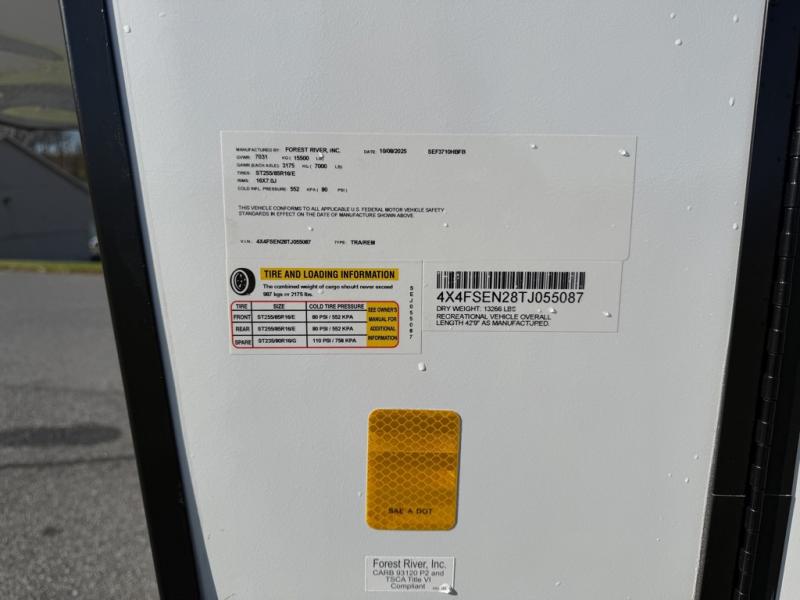 MANUFACTURED BY: FOREST RIVER, INC. DATE: 10/08/2025 SEF3710HBFB
GVWR: 7031 KG ( 15500 LBS
GAWR (EACH AXLE): 3175 KG ( 7000 LB)
TIRES: ST255/85R16/E
RIMS: 16X7.0J
COLD INFL. PRESSURE: 552 KPA ( 80 PSI )
THIS VEHICLE CONFORMS TO ALL APPLICABLE U.S. FEDERAL MOTOR VEHICLE SAFETY
STANDARDS IN EFFECT ON THE DATE OF MANUFACTURE SHOWN ABOVE.
V.I.N.: 4X4FSEN28TJ055087 TYPE: TRA/REM
TIRE AND LOADING INFORMATION
The combined weight of cargo should never exceed
987 kgs or 2175 lbs.
TIRE SIZE COLD TIRE PRESSURE
FRONT ST255/85R16/E 80 PSI / 552 KPA
REAR ST255/85R16/E 80 PSI / 552 KPA
SPARE ST235/80R16/G 110 PSI / 758 KPA
SEE OWNER'S
MANUAL FOR
ADDITIONAL
INFORMATION
SEJ055087
4X4FSEN28TJ055087
DRY WEIGHT: 13266 LBS
RECREATIONAL VEHICLE OVERALL
LENGTH 42'9" AS MANUFACTURED.
SAE A DOT
Forest River, Inc.
CARB 93120 P2 and
TSCA Title VI
Compliant